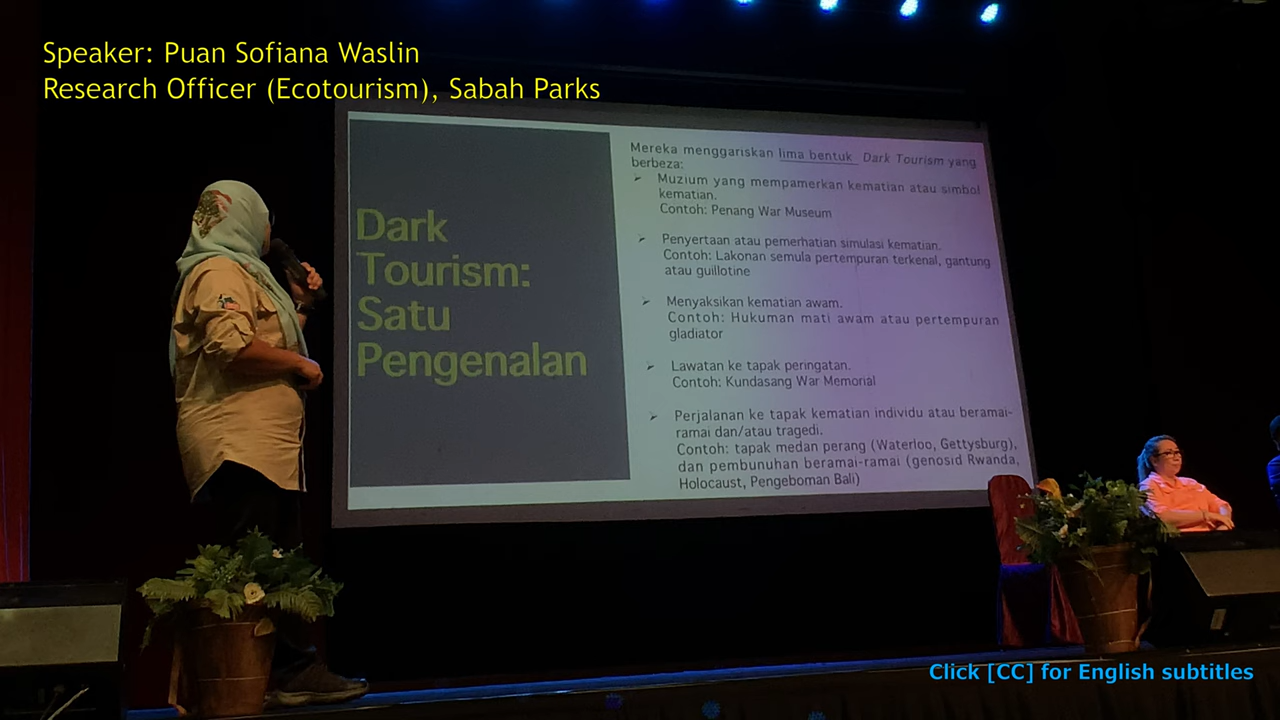 Speaker: Puan Sofiana Waslin
Research Officer (Ecotourism), Sabah Parks
Dark
Tourism:
Satu
Pengenalan
Mereka menggariskan lima bentuk Dark Tourism yang
berbeza:
➢ Muzium yang mempamerkan kematian atau simbol
kematian.
Contoh: Penang War Museum
➢ Penyertaan atau pemerhatian simulasi kematian.
Contoh: Lakonan semula pertempuran terkenal, gantung
atau guillotine
➢ Menyaksikan kematian awam.
Contoh: Hukuman mati awam atau pertempuran
gladiator
➢ Lawatan ke tapak peringatan.
Contoh: Kundasang War Memorial
➢ Perjalanan ke tapak kematian individu atau beramai-
ramai dan/atau tragedi.
Contoh: tapak medan perang (Waterloo, Gettysburg),
dan pembunuhan beramai-ramai (genosid Rwanda,
Holocaust, Pengeboman Bali)
Click [CC] for English subtitles